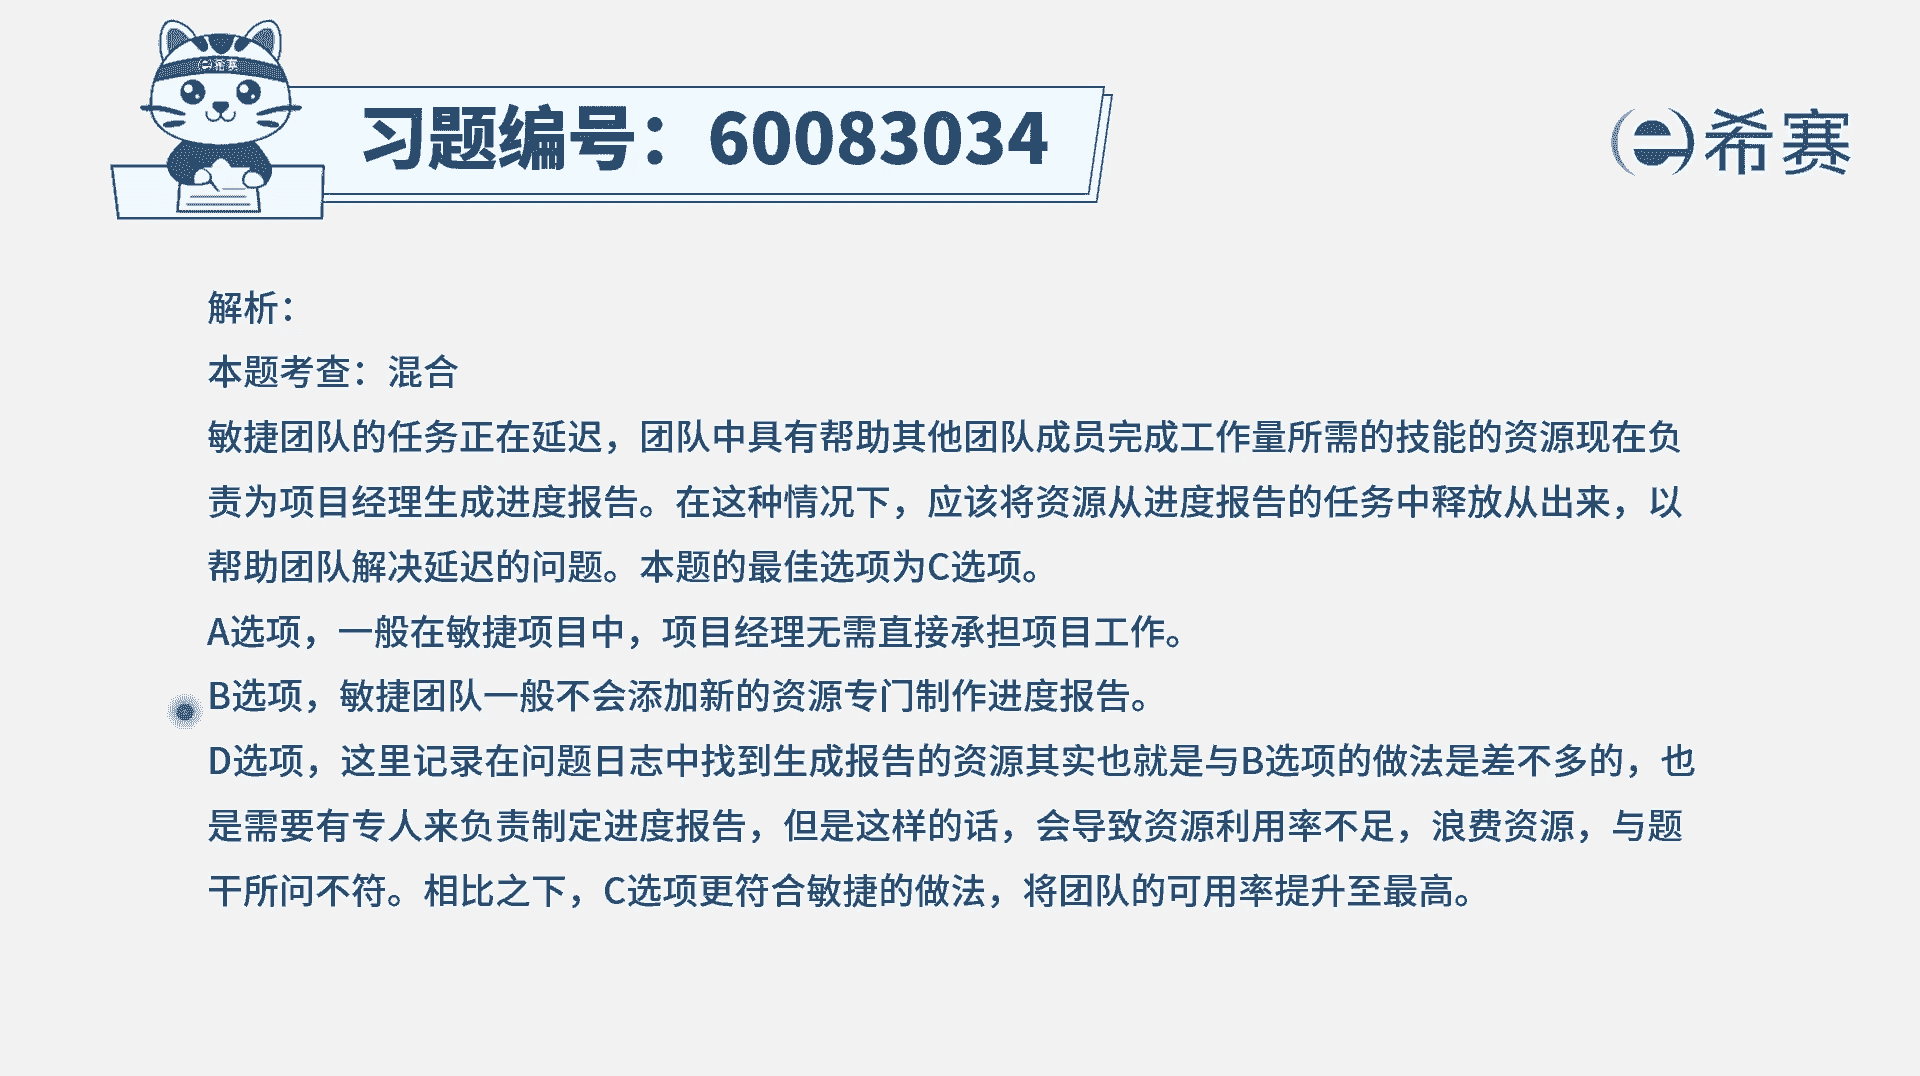 e希赛
习题编号：60083034
e希赛
解析：
本题考查：混合
敏捷团队的任务正在延迟，团队中具有帮助其他团队成员完成工作量所需的技能的资源现在负
责为项目经理生成进度报告。在这种情况下，应该将资源从进度报告的任务中释放从出来，以
帮助团队解决延迟的问题。本题的最佳选项为C选项。
A选项，一般在敏捷项目中，项目经理无需直接承担项目工作。
B选项，敏捷团队一般不会添加新的资源专门制作进度报告。
D选项，这里记录在问题日志中找到生成报告的资源其实也就是与B选项的做法是差不多的，也
是需要有专人来负责制定进度报告，但是这样的话，会导致资源利用率不足，浪费资源，与题
干所问不符。相比之下，C选项更符合敏捷的做法，将团队的可用率提升至最高。